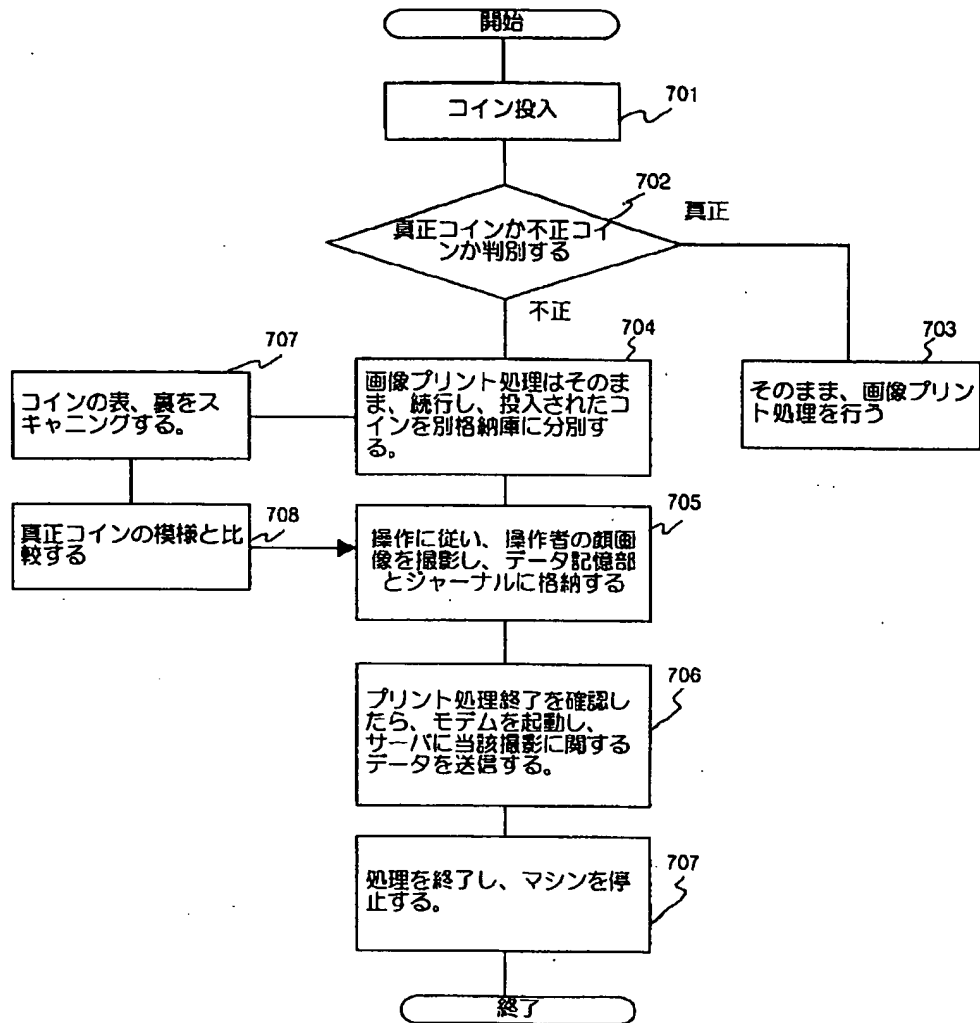 開始
701
コイン投入
702
真正
真正コインか不正コイ
ンか判別する
不正
704
画像プリント処理はそのま
ま、続行し、投入されたコ
インを別格納庫に分別す
る。
703
そのまま、画像プリ
ント処理を行う
707
コインの表、裏をス
キャニングする。
708
真正コインの模様と比
較する
705
操作に従い、操作者の顔画
像を撮影し、データ記憶部
とジャーナルに格納する
706
プリント処理終了を確認し
たら、モデムを起動し、
サーバに当該撮影に関する
データを送信する。
707
処理を終了し、マシンを停
止する。
終了